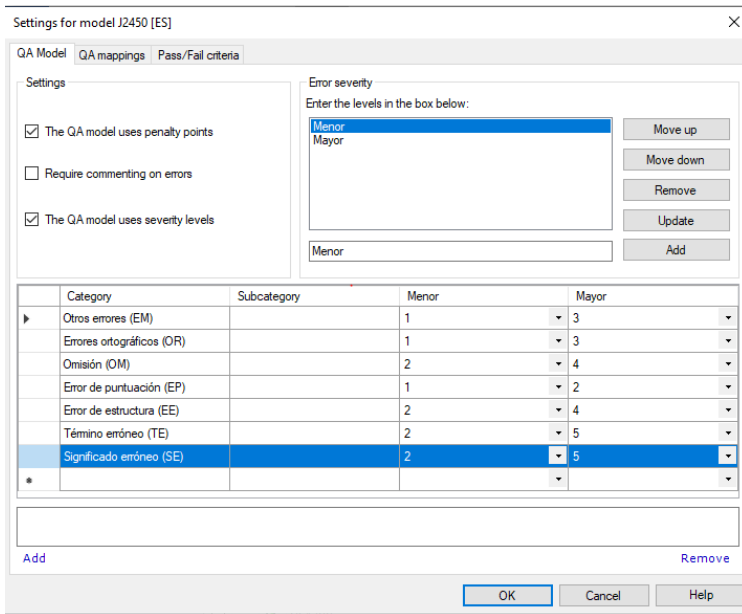 Settings for model J2450 [ES]
QA Model QA mappings Pass/Fail criteria
Settings
The QA model uses penalty points
Require commenting on errors
The QA model uses severity levels
Error severity
Enter the levels in the box below:
Menor
Mayor
Menor
Move up
Move down
Remove
Update
Add
Category Subcategory Menor Mayor
Otros errores (EM) 1 3
Errores ortográficos (OR) 1 3
Omisión (OM) 2 4
Error de puntuación (EP) 1 2
Error de estructura (EE) 2 4
Término erróneo (TE) 2 5
Significado erróneo (SE) 2 5
Add Remove
OK Cancel Help